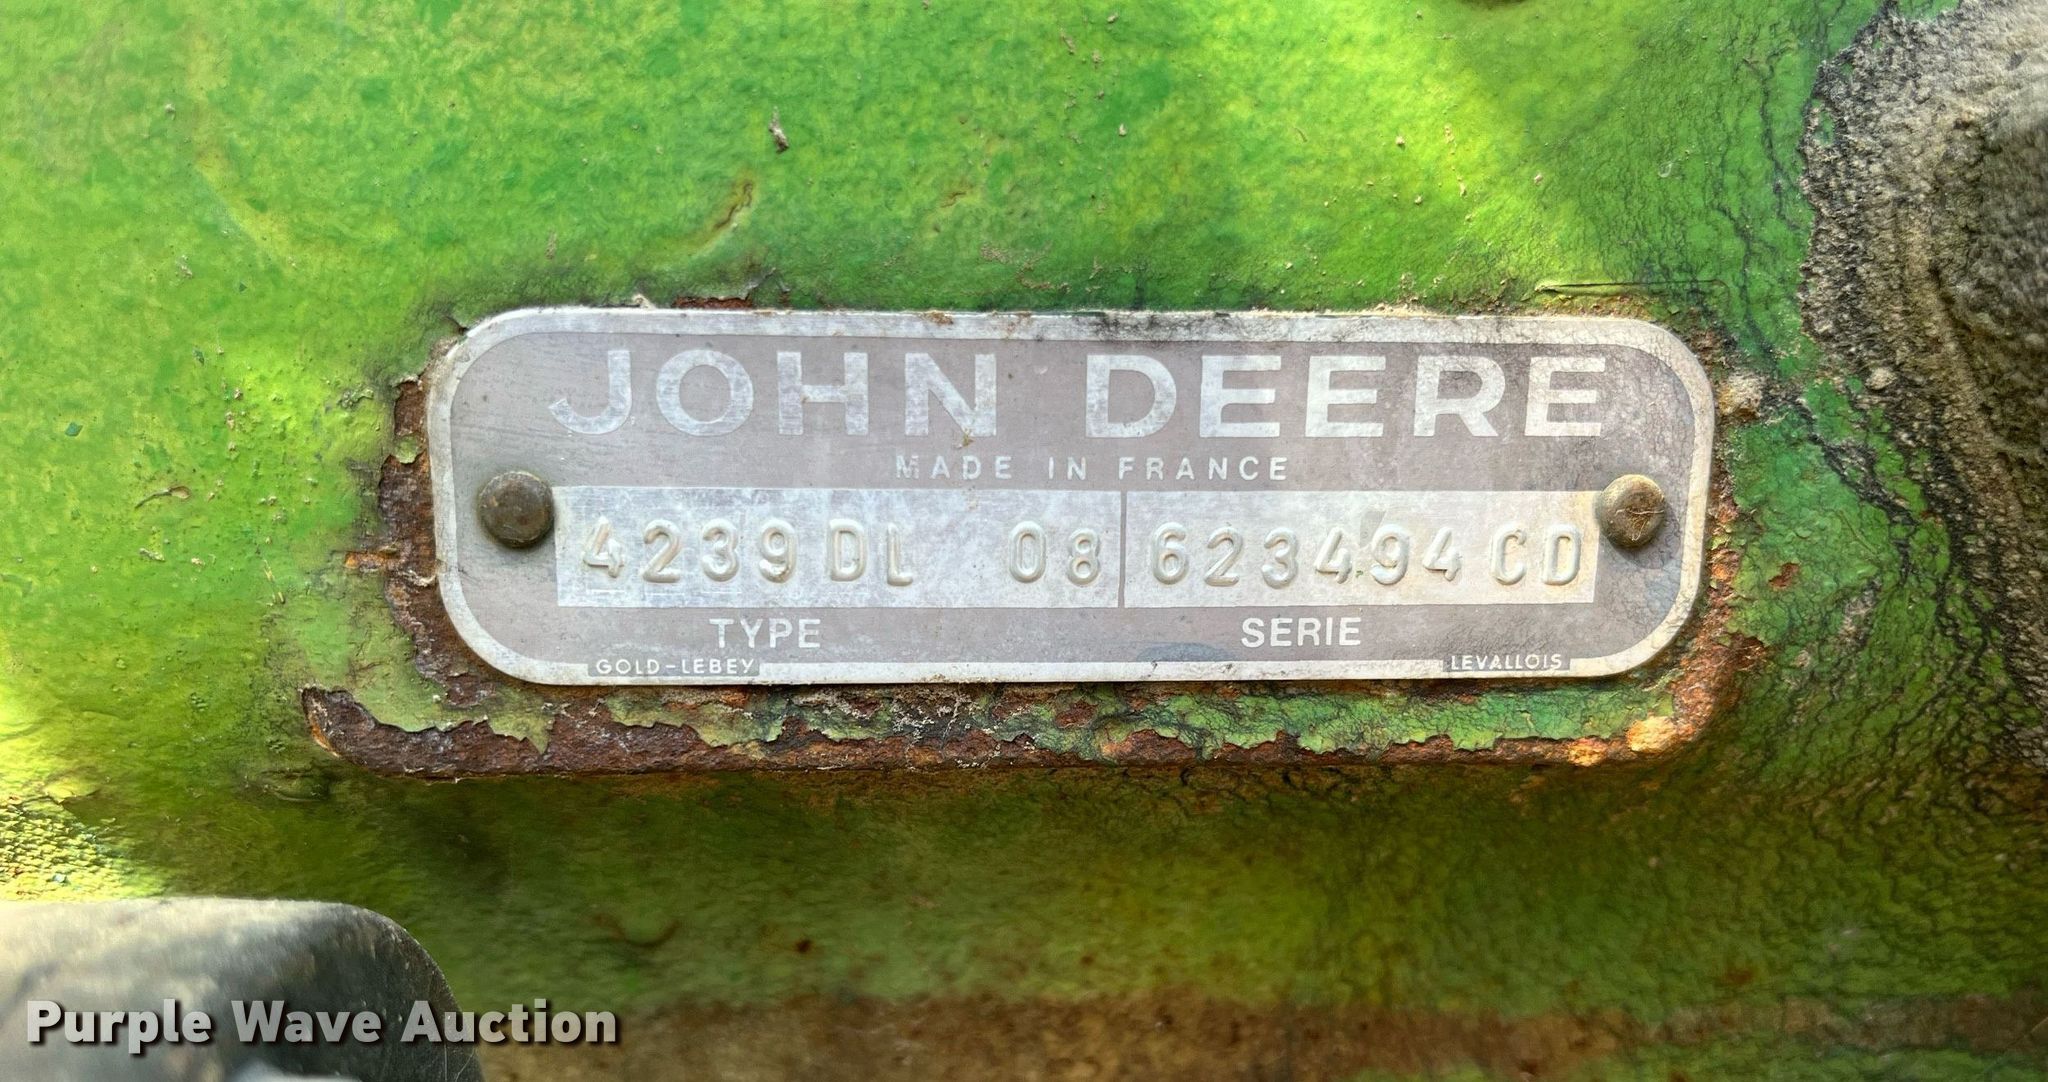 JOHN DEERE
MADE IN FRANCE
4239DL 08 623494CD
TYPE SERIE
GOLD-LEBEY LEVALLOIS
Purple Wave Auction